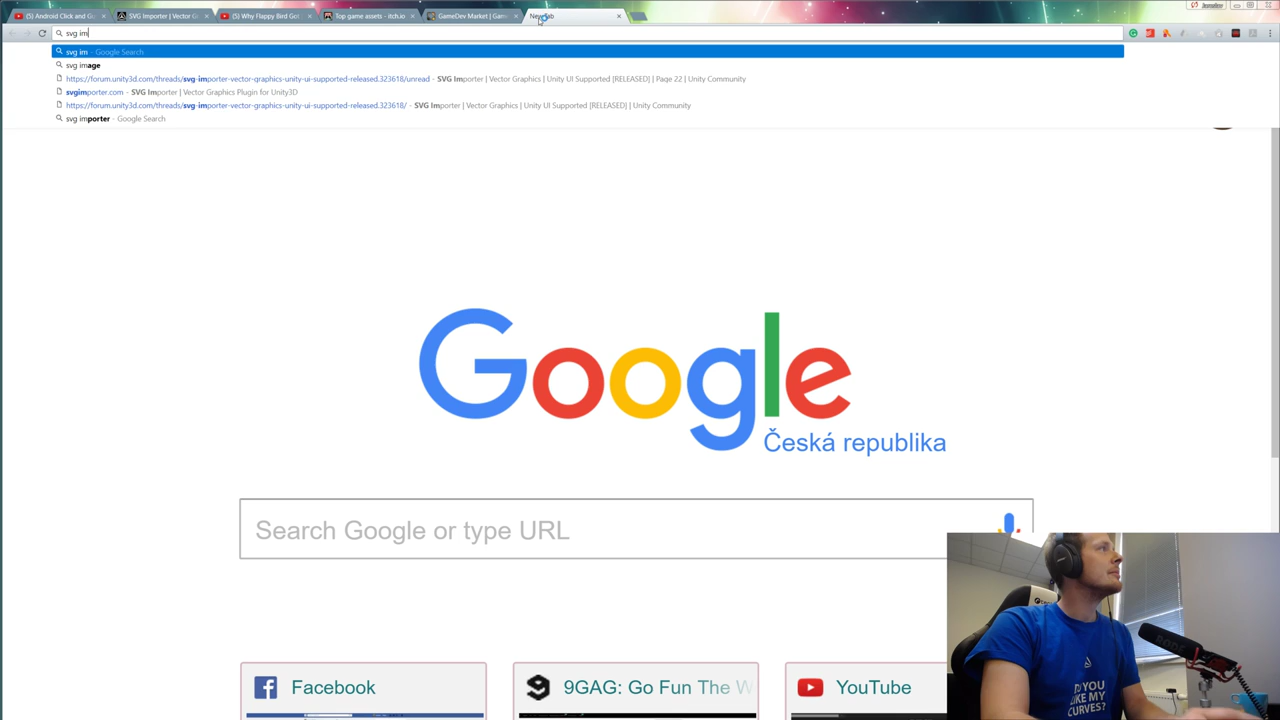 (5) Android Click and Gu
SVG Importer | Vector G
(5) Why Flappy Bird Got
Top game assets - itch.io
GameDev Market | Gam
svg im
svg im - Google Search
svg image
https://forum.unity3d.com/threads/svg-importer-vector-graphics-unity-ui-supported-released.323618/unread - SVG Importer | Vector Graphics | Unity UI Supported [RELEASED] | Page 22 | Unity Community
svgimporter.com - SVG Importer | Vector Graphics Plugin for Unity3D
https://forum.unity3d.com/threads/svg-importer-vector-graphics-unity-ui-supported-released.323618/ - SVG Importer | Vector Graphics | Unity UI Supported [RELEASED] | Unity Community
svg importer - Google Search
Google
Česká republika
Search Google or type URL
Facebook
9GAG: Go Fun The W
YouTube
RODE
DO YOU
LIKE MY
CURVES?